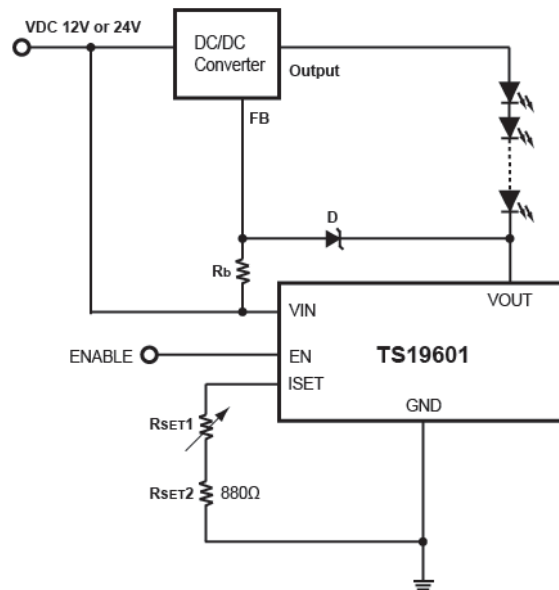 VDC 12V or 24V
DC/DC
Converter
Output
FB
D
Rb
VIN
VOUT
ENABLE
EN
TS19601
ISET
GND
RSET1
RSET2 880Ω